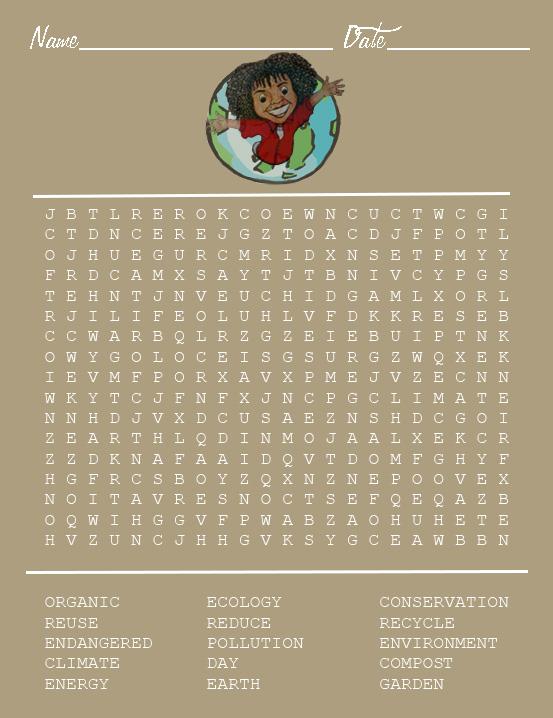 Name Date
J B T L R E R O K C O E W N C U C T W C G I
C T D N C E R E J G Z T O A C D J F P O T L
O J H U E G U R C M R I D X N S E T P M Y Y
F R D C A M X S A Y T J T B N I V C Y P G S
T E H N T J N V E U C H I D G A M L X O R L
R J I L I F E O L U H L V F D K K R E S E B
C C W A R B Q L R Z G Z E I E B U I P T N K
O W Y G O L O C E I S G S U R G Z W Q X E K
I E V M F P O R X A V X P M E J V Z E C N N
W K Y T C J F N F X J N C P G C L I M A T E
N N H D J V X D C U S A E Z N S H D C G O I
Z E A R T H L Q D I N M O J A A L X E K C R
Z Z D K N A F A A I D Q V T D O M F G H Y F
H G F R C S B O Y Z Q X N Z N E P O O V E X
N O I T A V R E S N O C T S E F Q E Q A Z B
O Q W I H G G V F P W A B Z A O H U H E T E
H V Z U N C J H H G V K S Y G C E A W B B N
ORGANIC ECOLOGY CONSERVATION
REUSE REDUCE RECYCLE
ENDANGERED POLLUTION ENVIRONMENT
CLIMATE DAY COMPOST
ENERGY EARTH GARDEN